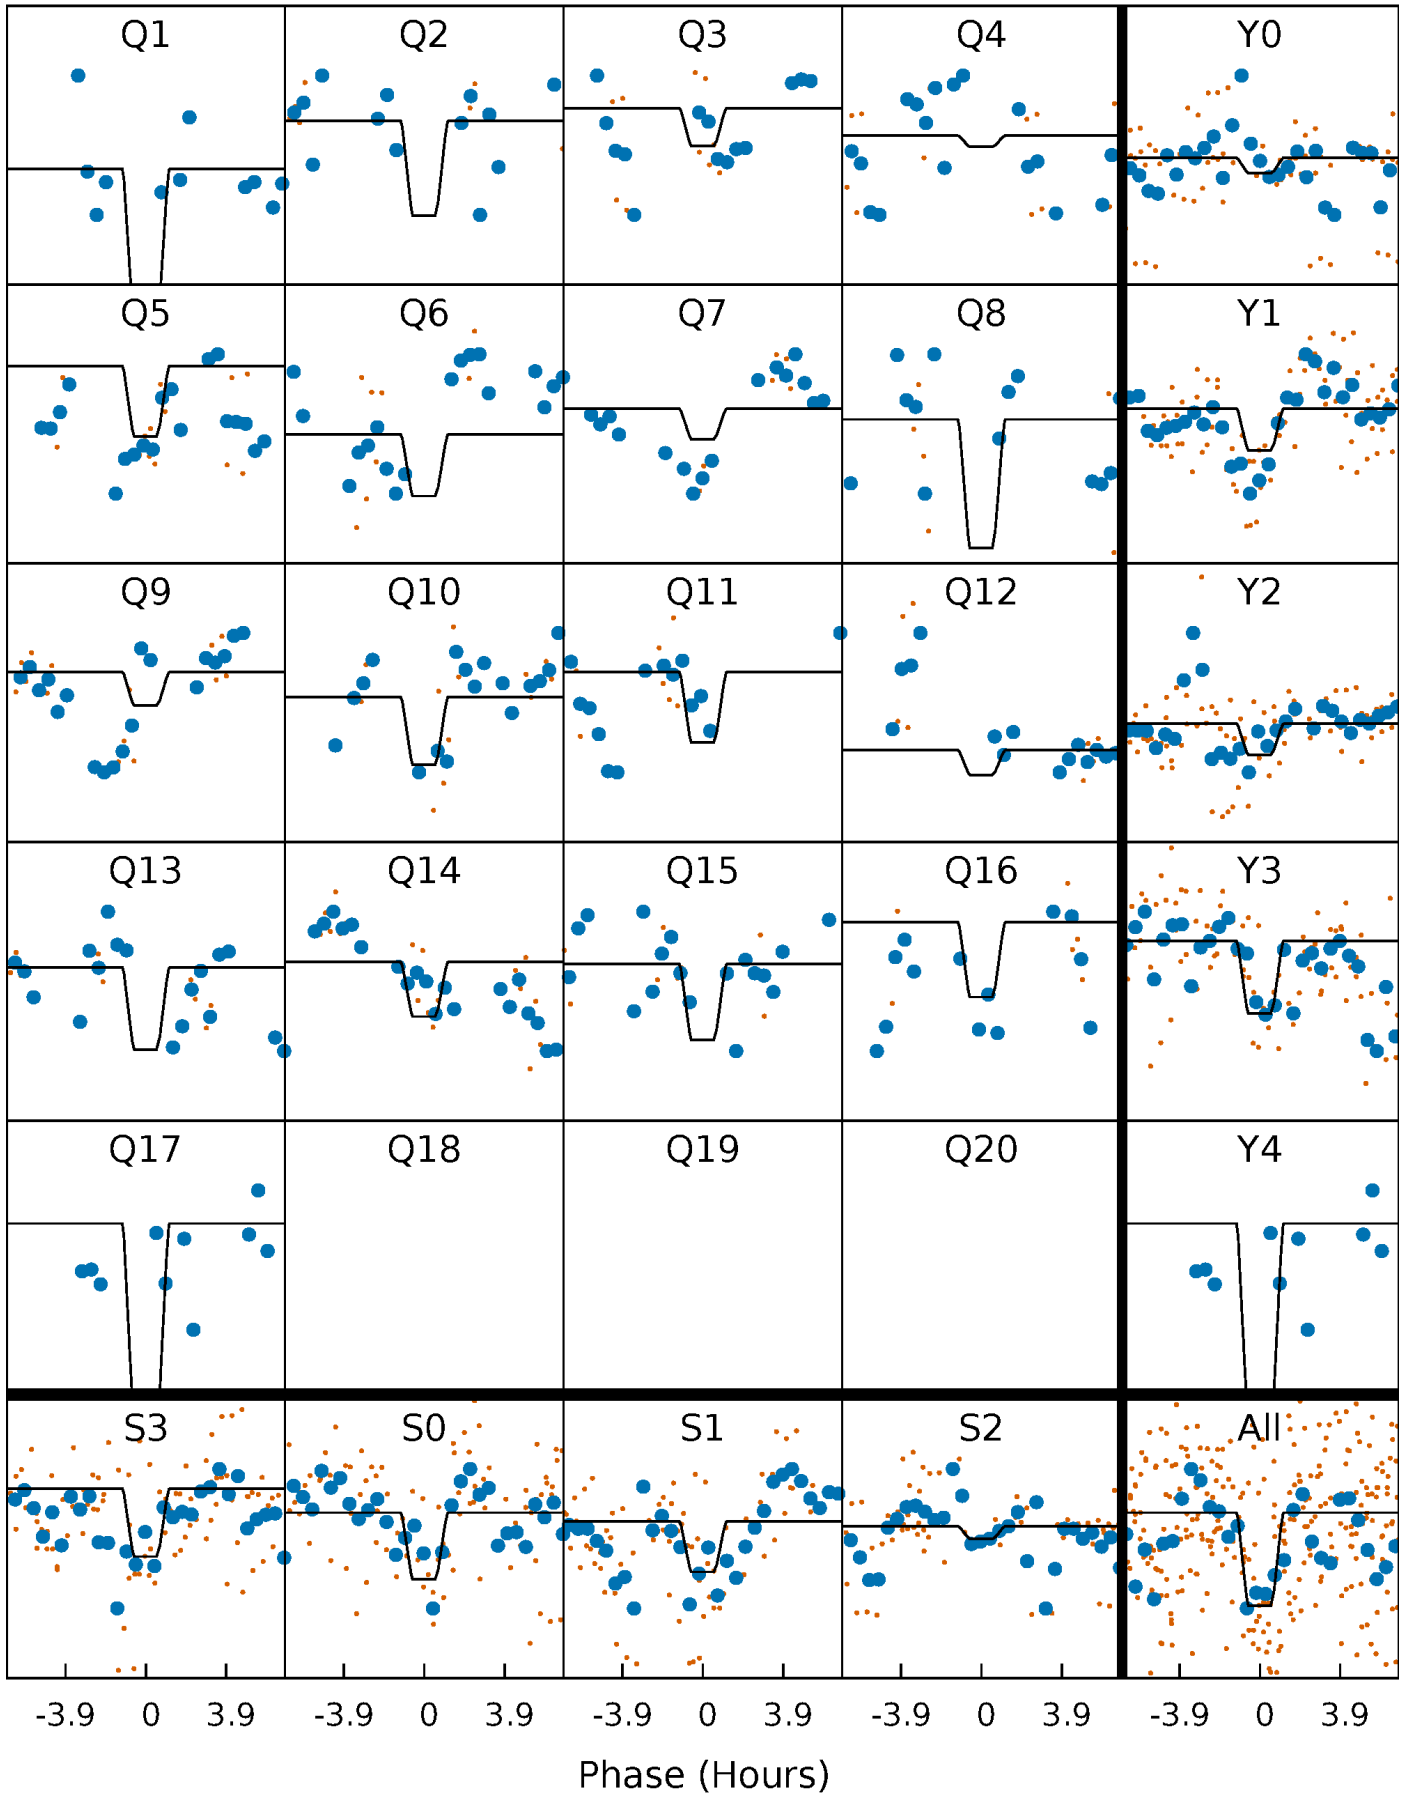 Q1 Q2 Q3 Q4 Y0
Q5 Q6 Q7 Q8 Y1
Q9 Q10 Q11 Q12 Y2
Q13 Q14 Q15 Q16 Y3
Q17 Q18 Q19 Q20 Y4
S3 S0 S1 S2 All
-3.9 0 3.9 -3.9 0 3.9 -3.9 0 3.9 -3.9 0 3.9 -3.9 0 3.9
Phase (Hours)